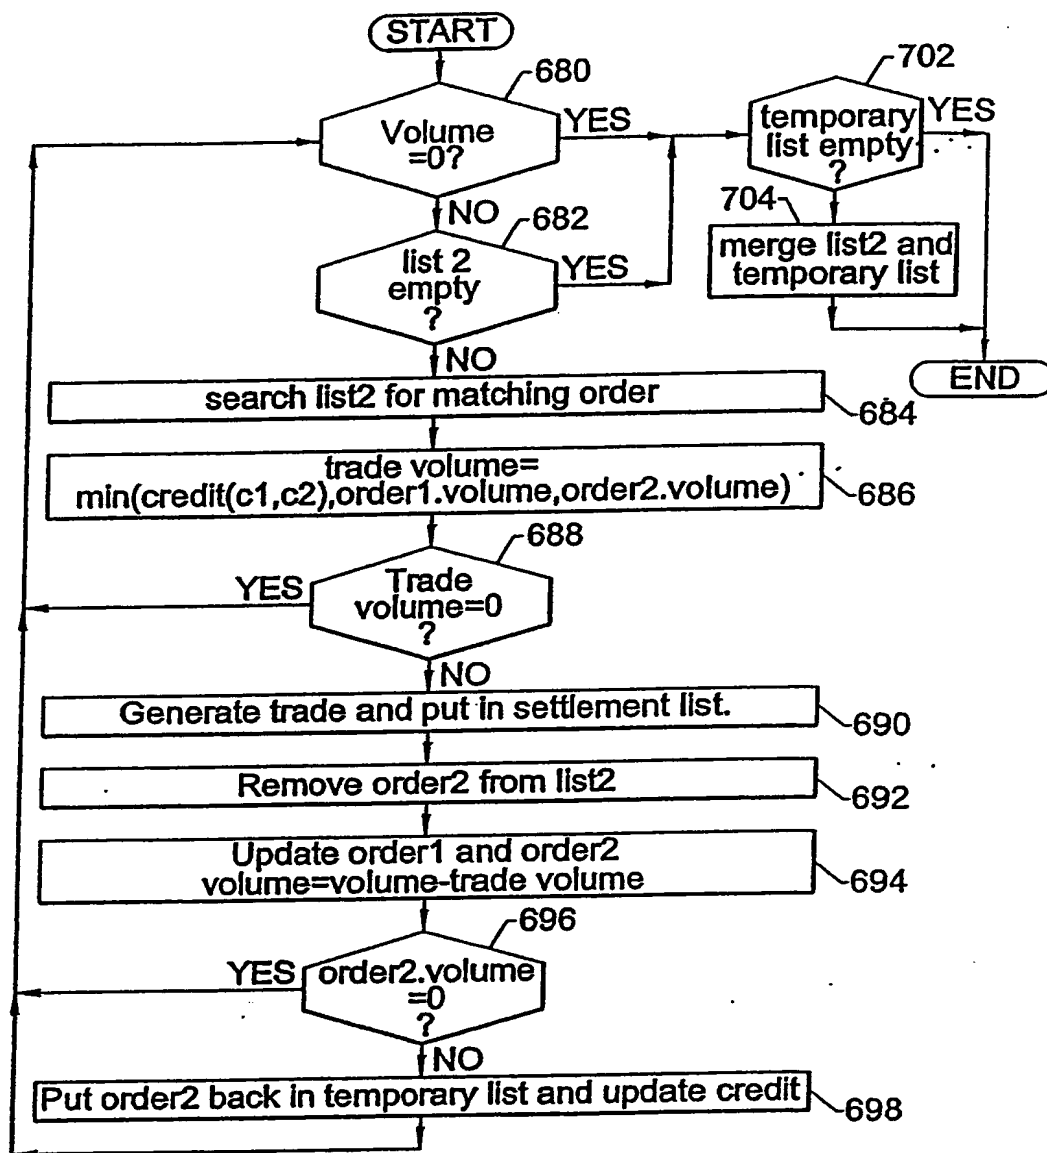 START
680
Volume
=0?
YES
NO
702
temporary
list empty
?
YES
704
merge list2 and
temporary list
END
682
list 2
empty
?
YES
NO
search list2 for matching order
684
trade volume=
min(credit(c1,c2),order1.volume,order2.volume)
686
688
Trade
volume=0
?
YES
NO
Generate trade and put in settlement list.
690
Remove order2 from list2
692
Update order1 and order2
volume=volume-trade volume
694
696
order2.volume
=0
?
YES
NO
Put order2 back in temporary list and update credit
698